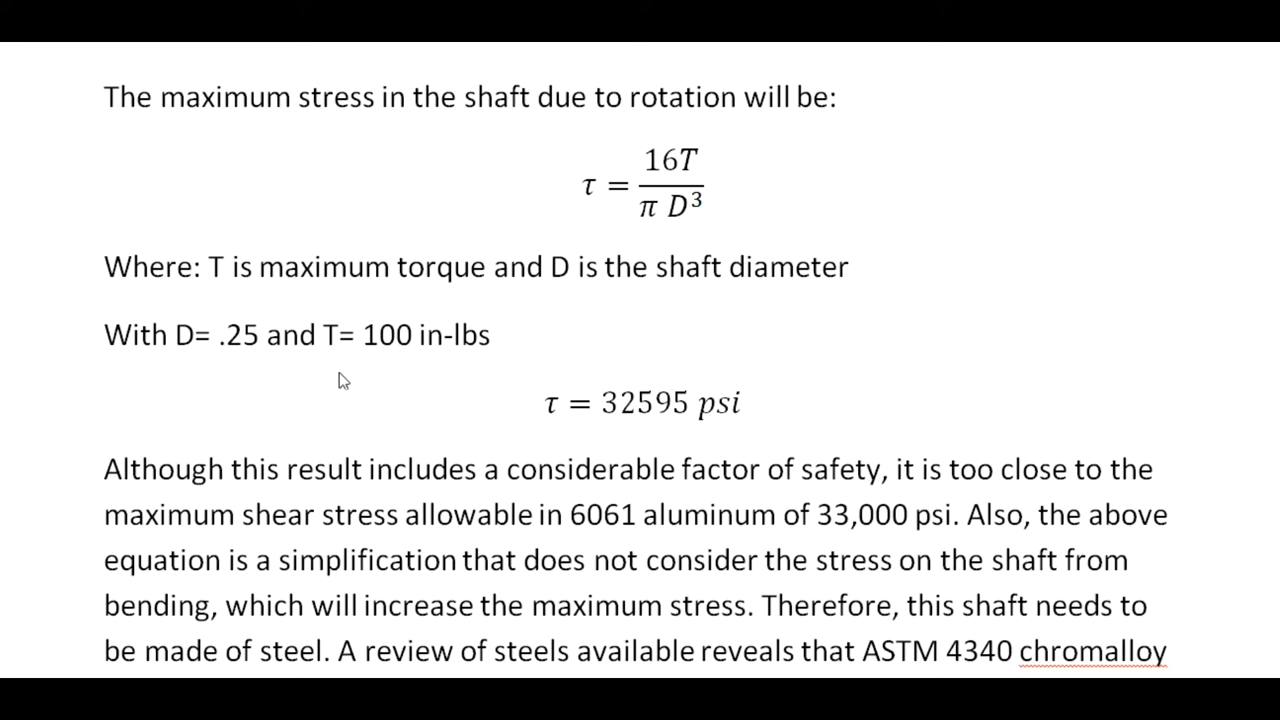 The maximum stress in the shaft due to rotation will be:
τ = 16T / π D³
Where: T is maximum torque and D is the shaft diameter
With D= .25 and T= 100 in-lbs
τ = 32595 psi
Although this result includes a considerable factor of safety, it is too close to the
maximum shear stress allowable in 6061 aluminum of 33,000 psi. Also, the above
equation is a simplification that does not consider the stress on the shaft from
bending, which will increase the maximum stress. Therefore, this shaft needs to
be made of steel. A review of steels available reveals that ASTM 4340 chromalloy